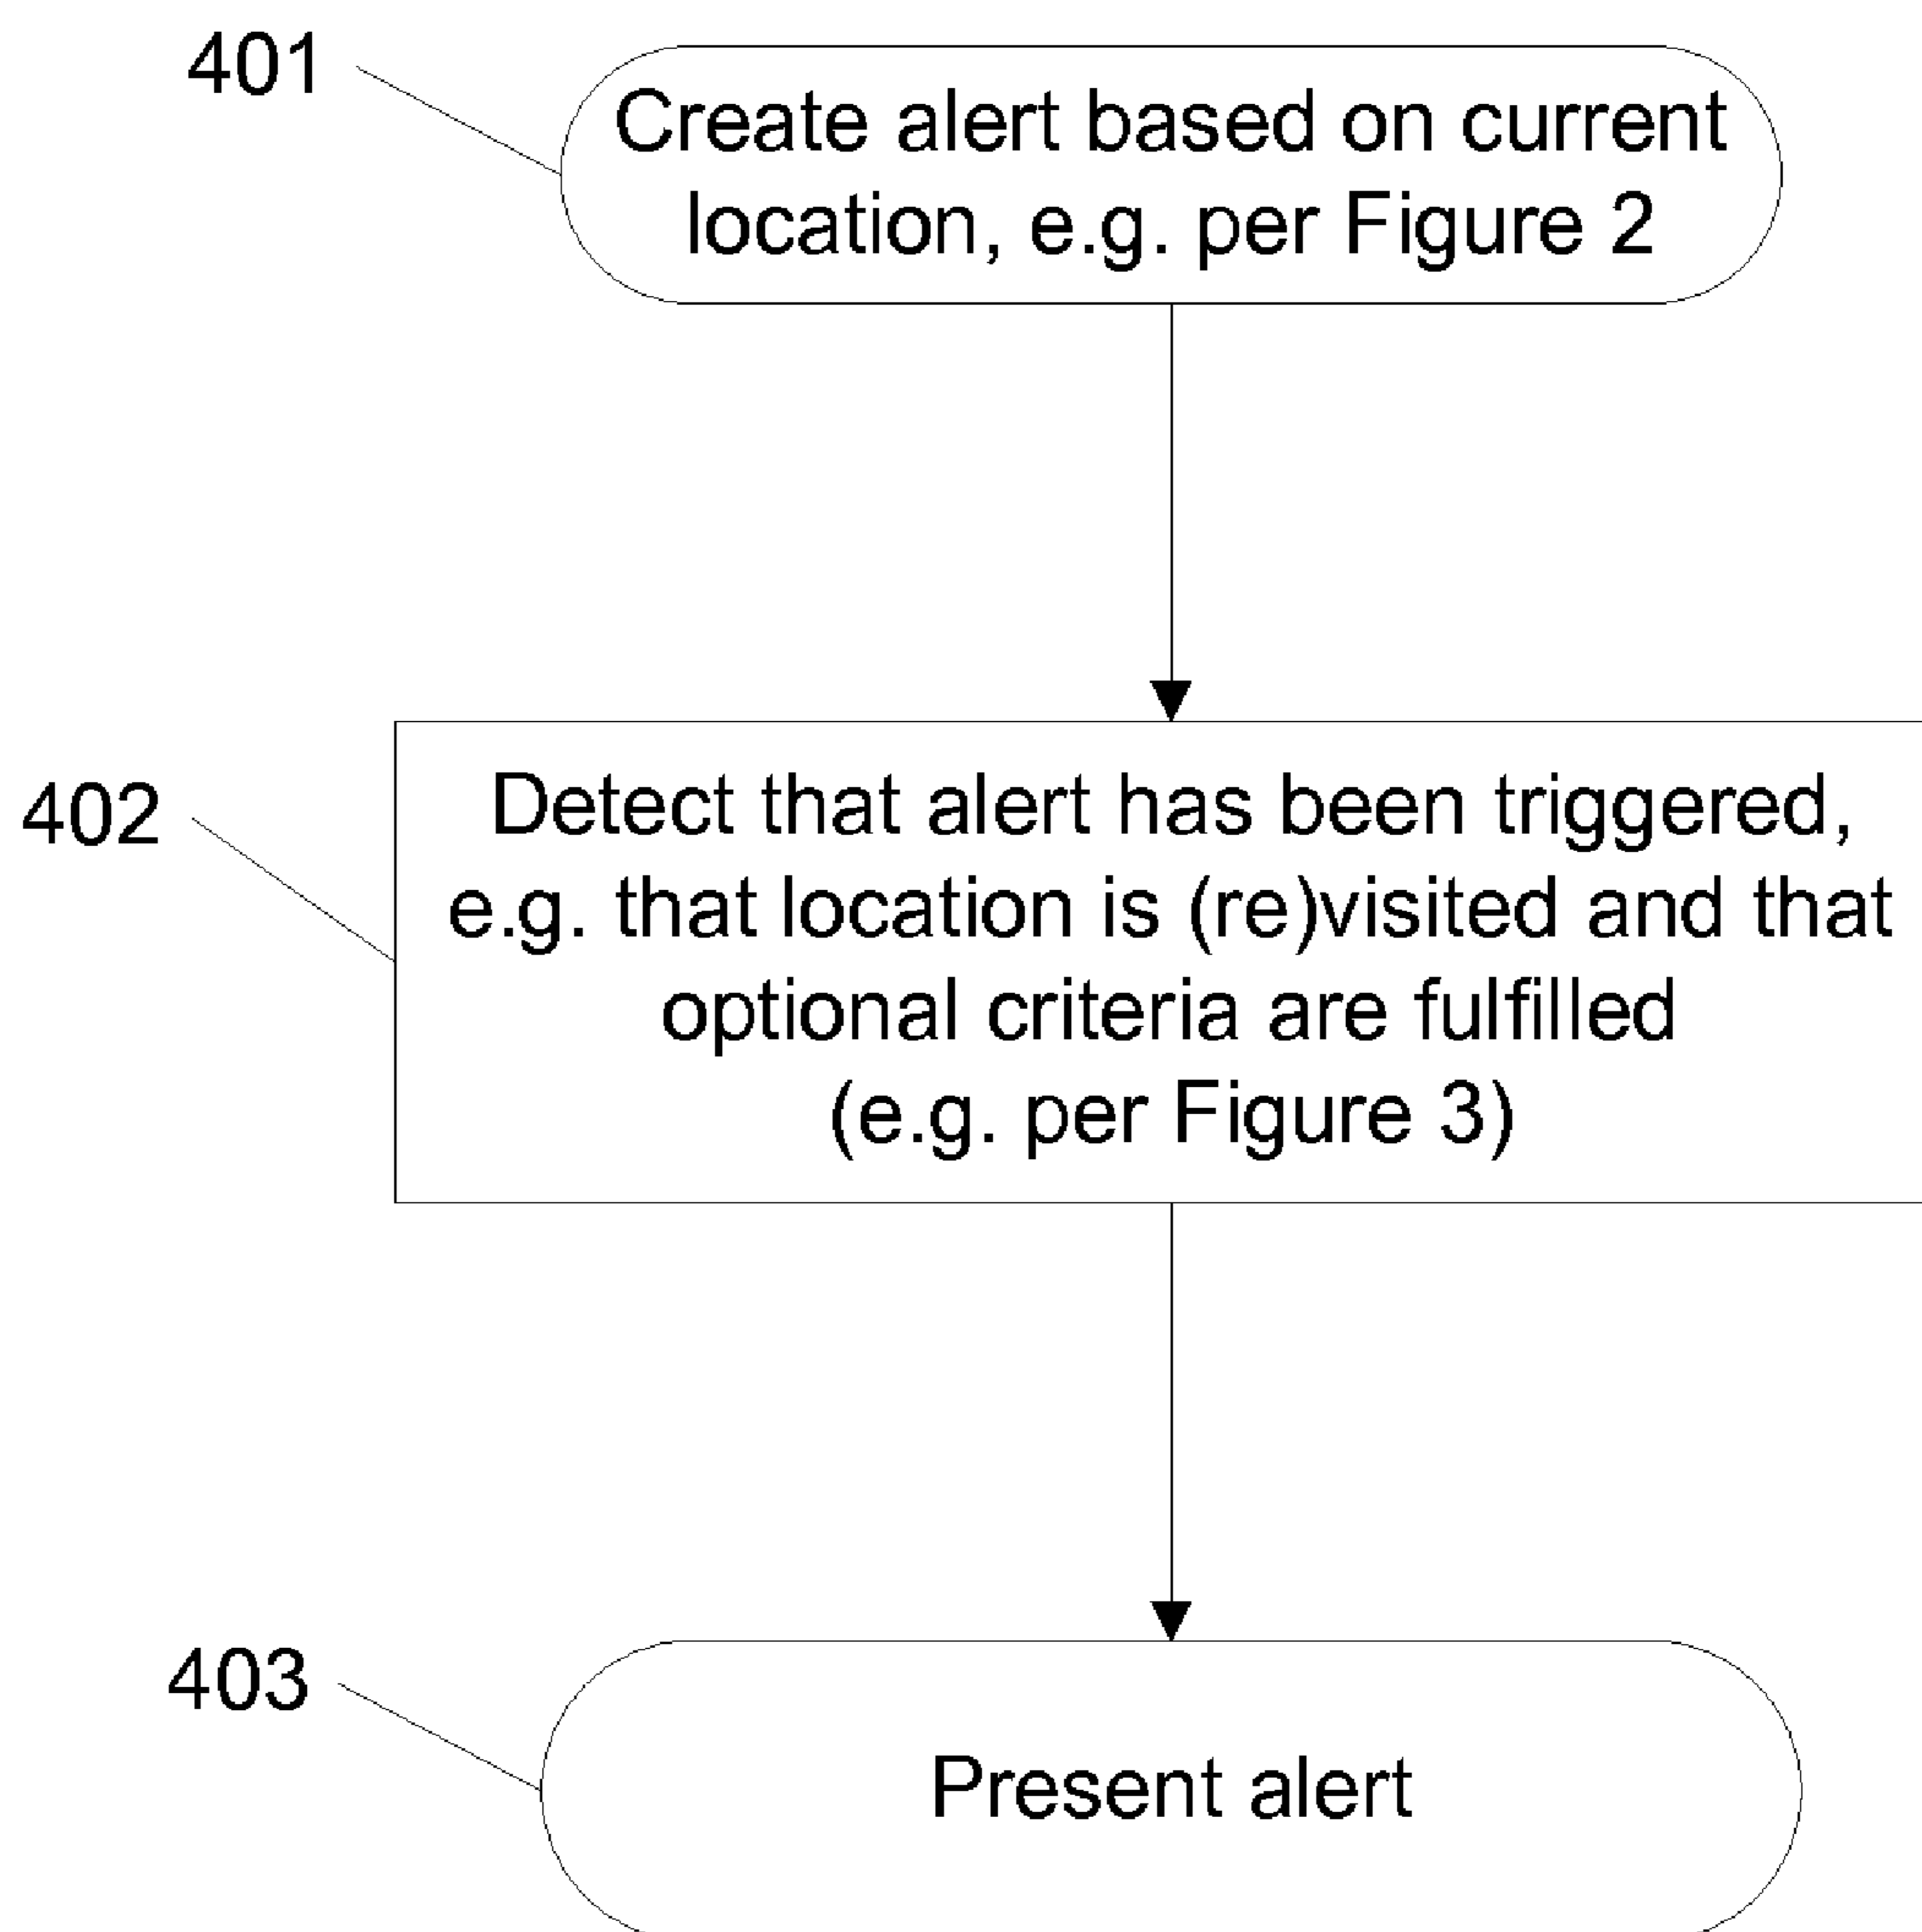 401
Create alert based on current
location, e.g. per Figure 2
402
Detect that alert has been triggered,
e.g. that location is (re)visited and that
optional criteria are fulfilled
(e.g. per Figure 3)
403
Present alert